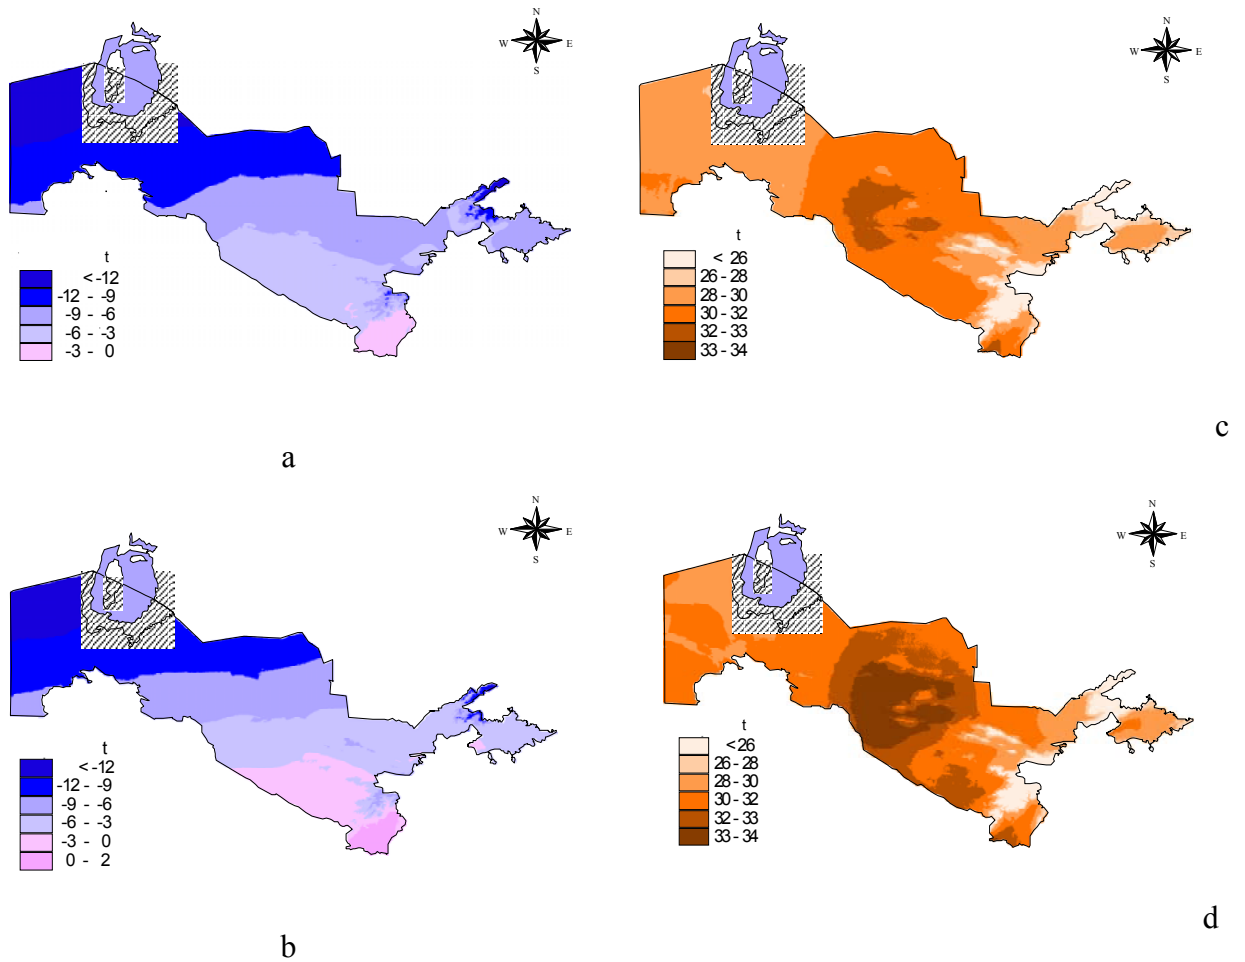 N
W E
S
t
< -12
-12 - -9
-9 - -6
-6 - -3
-3 - 0
a
N
W E
S
t
< 26
26 - 28
28 - 30
30 - 32
32 - 33
33 - 34
c
N
W E
S
t
< -12
-12 - -9
-9 - -6
-6 - -3
-3 - 0
0 - 2
b
N
W E
S
t
< 26
26 - 28
28 - 30
30 - 32
32 - 33
33 - 34
d